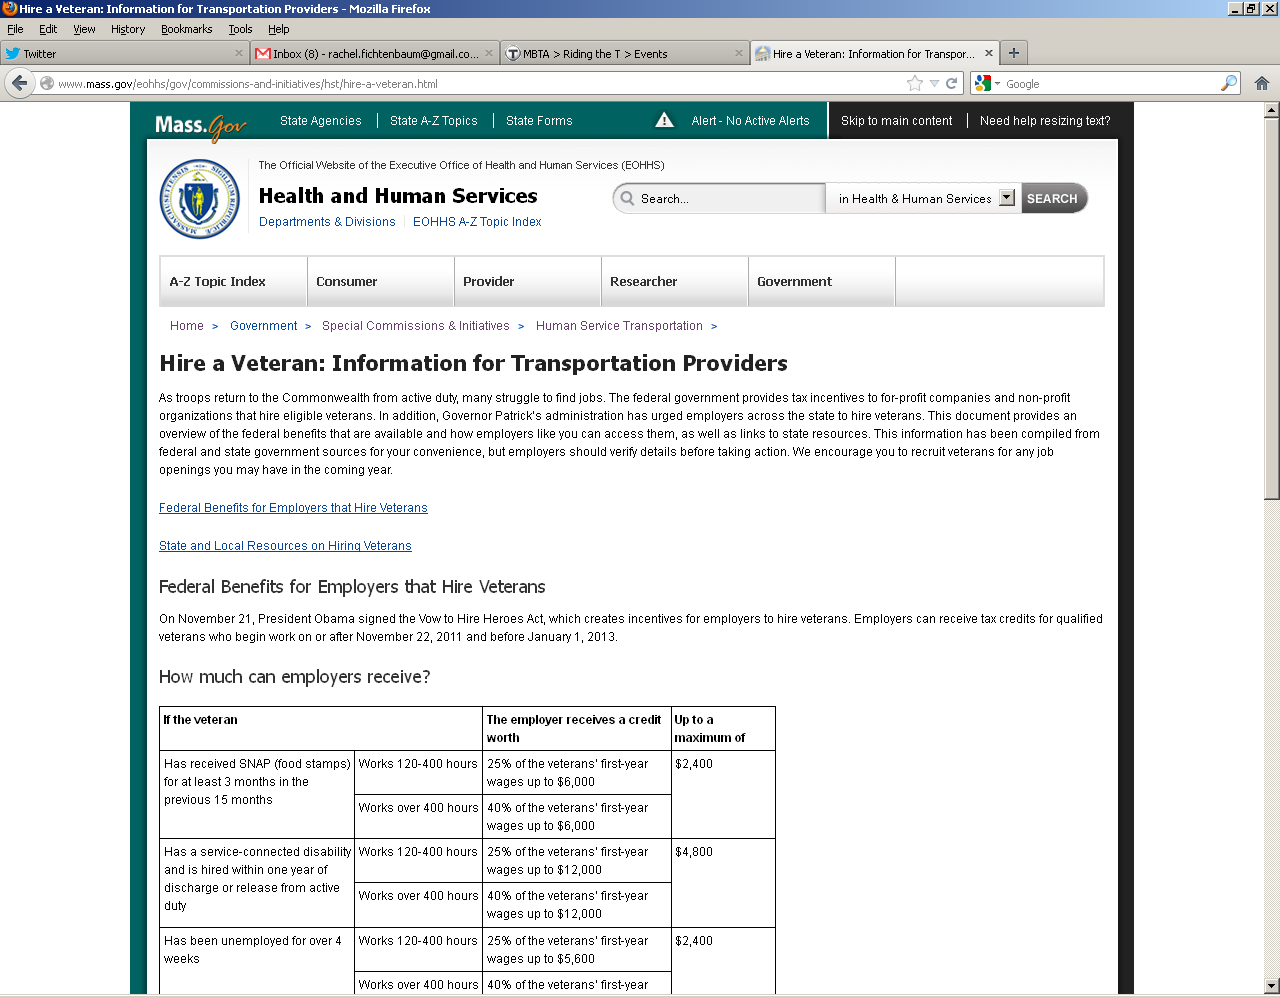 Hire a Veteran: Information for Transportation Providers - Mozilla Firefox
File Edit View History Bookmarks Tools Help
Twitter
Inbox (8) - rachel.fichtenbaum@gmail.co...
MBTA > Riding the T > Events
Hire a Veteran: Information for Transpor...
www.mass.gov/eohhs/gov/commissions-and-initiatives/hst/hire-a-veteran.html
Google
Mass.Gov
State Agencies
State A-Z Topics
State Forms
Alert - No Active Alerts
Skip to main content
Need help resizing text?
The Official Website of the Executive Office of Health and Human Services (EOHHS)
Health and Human Services
Departments & Divisions
EOHHS A-Z Topic Index
Search...
in Health & Human Services
SEARCH
A-Z Topic Index
Consumer
Provider
Researcher
Government
Home > Government > Special Commissions & Initiatives > Human Service Transportation >
Hire a Veteran: Information for Transportation Providers
As troops return to the Commonwealth from active duty, many struggle to find jobs. The federal government provides tax incentives to for-profit companies and non-profit
organizations that hire eligible veterans. In addition, Governor Patrick's administration has urged employers across the state to hire veterans. This document provides an
overview of the federal benefits that are available and how employers like you can access them, as well as links to state resources. This information has been compiled from
federal and state government sources for your convenience, but employers should verify details before taking action. We encourage you to recruit veterans for any job
openings you may have in the coming year.
Federal Benefits for Employers that Hire Veterans
State and Local Resources on Hiring Veterans
Federal Benefits for Employers that Hire Veterans
On November 21, President Obama signed the Vow to Hire Heroes Act, which creates incentives for employers to hire veterans. Employers can receive tax credits for qualified
veterans who begin work on or after November 22, 2011 and before January 1, 2013.
How much can employers receive?
If the veteran
The employer receives a credit
worth
Up to a
maximum of
Has received SNAP (food stamps)
for at least 3 months in the
previous 15 months
Works 120-400 hours
25% of the veterans' first-year
wages up to $6,000
$2,400
Works over 400 hours
40% of the veterans' first-year
wages up to $6,000
Has a service-connected disability
and is hired within one year of
discharge or release from active
duty
Works 120-400 hours
25% of the veterans' first-year
wages up to $12,000
$4,800
Works over 400 hours
40% of the veterans' first-year
wages up to $12,000
Has been unemployed for over 4
weeks
Works 120-400 hours
25% of the veterans' first-year
wages up to $5,600
$2,400
Works over 400 hours
40% of the veterans' first-year